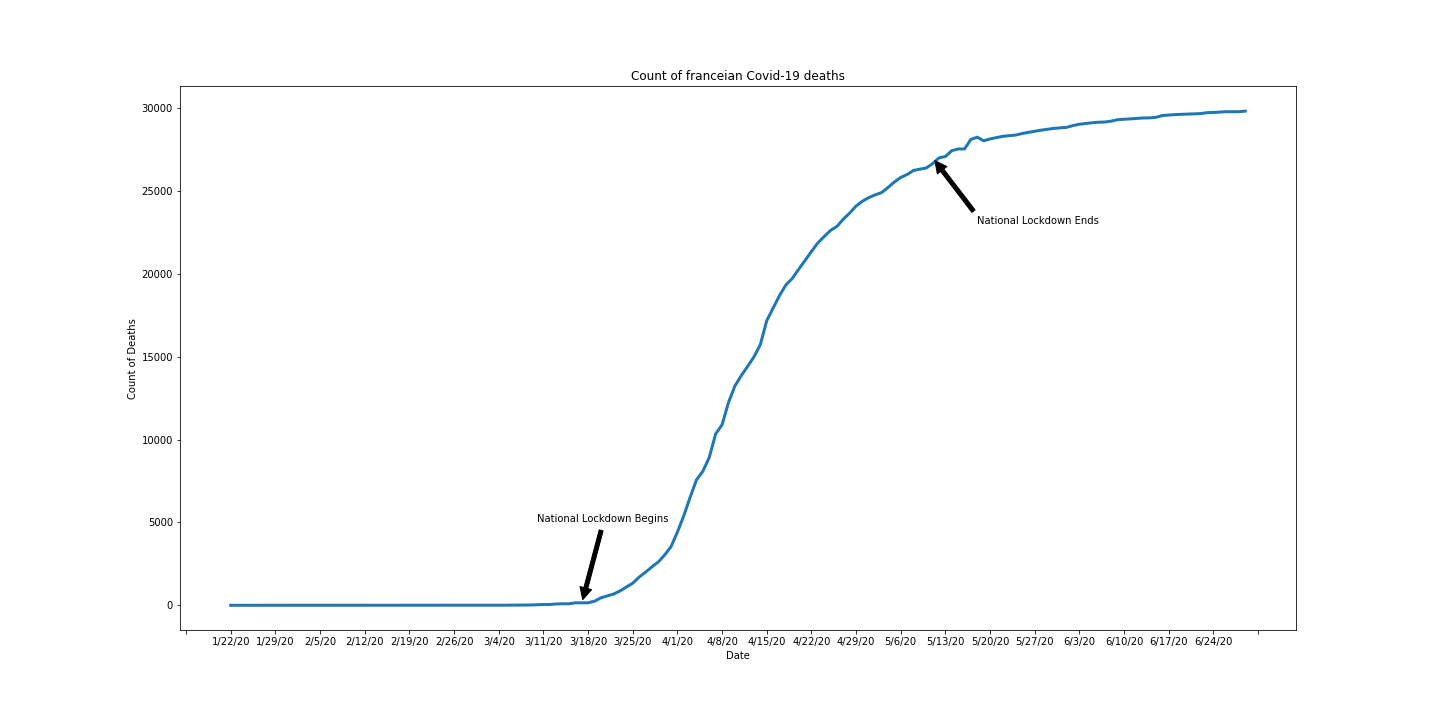 Count of franceian Covid-19 deaths
30000
25000
20000
15000
10000
5000
0
Count of Deaths
National Lockdown Ends
National Lockdown Begins
1/22/20 1/29/20 2/5/20 2/12/20 2/19/20 2/26/20 3/4/20 3/11/20 3/18/20 3/25/20 4/1/20 4/8/20 4/15/20 4/22/20 4/29/20 5/6/20 5/13/20 5/20/20 5/27/20 6/3/20 6/10/20 6/17/20 6/24/20
Date